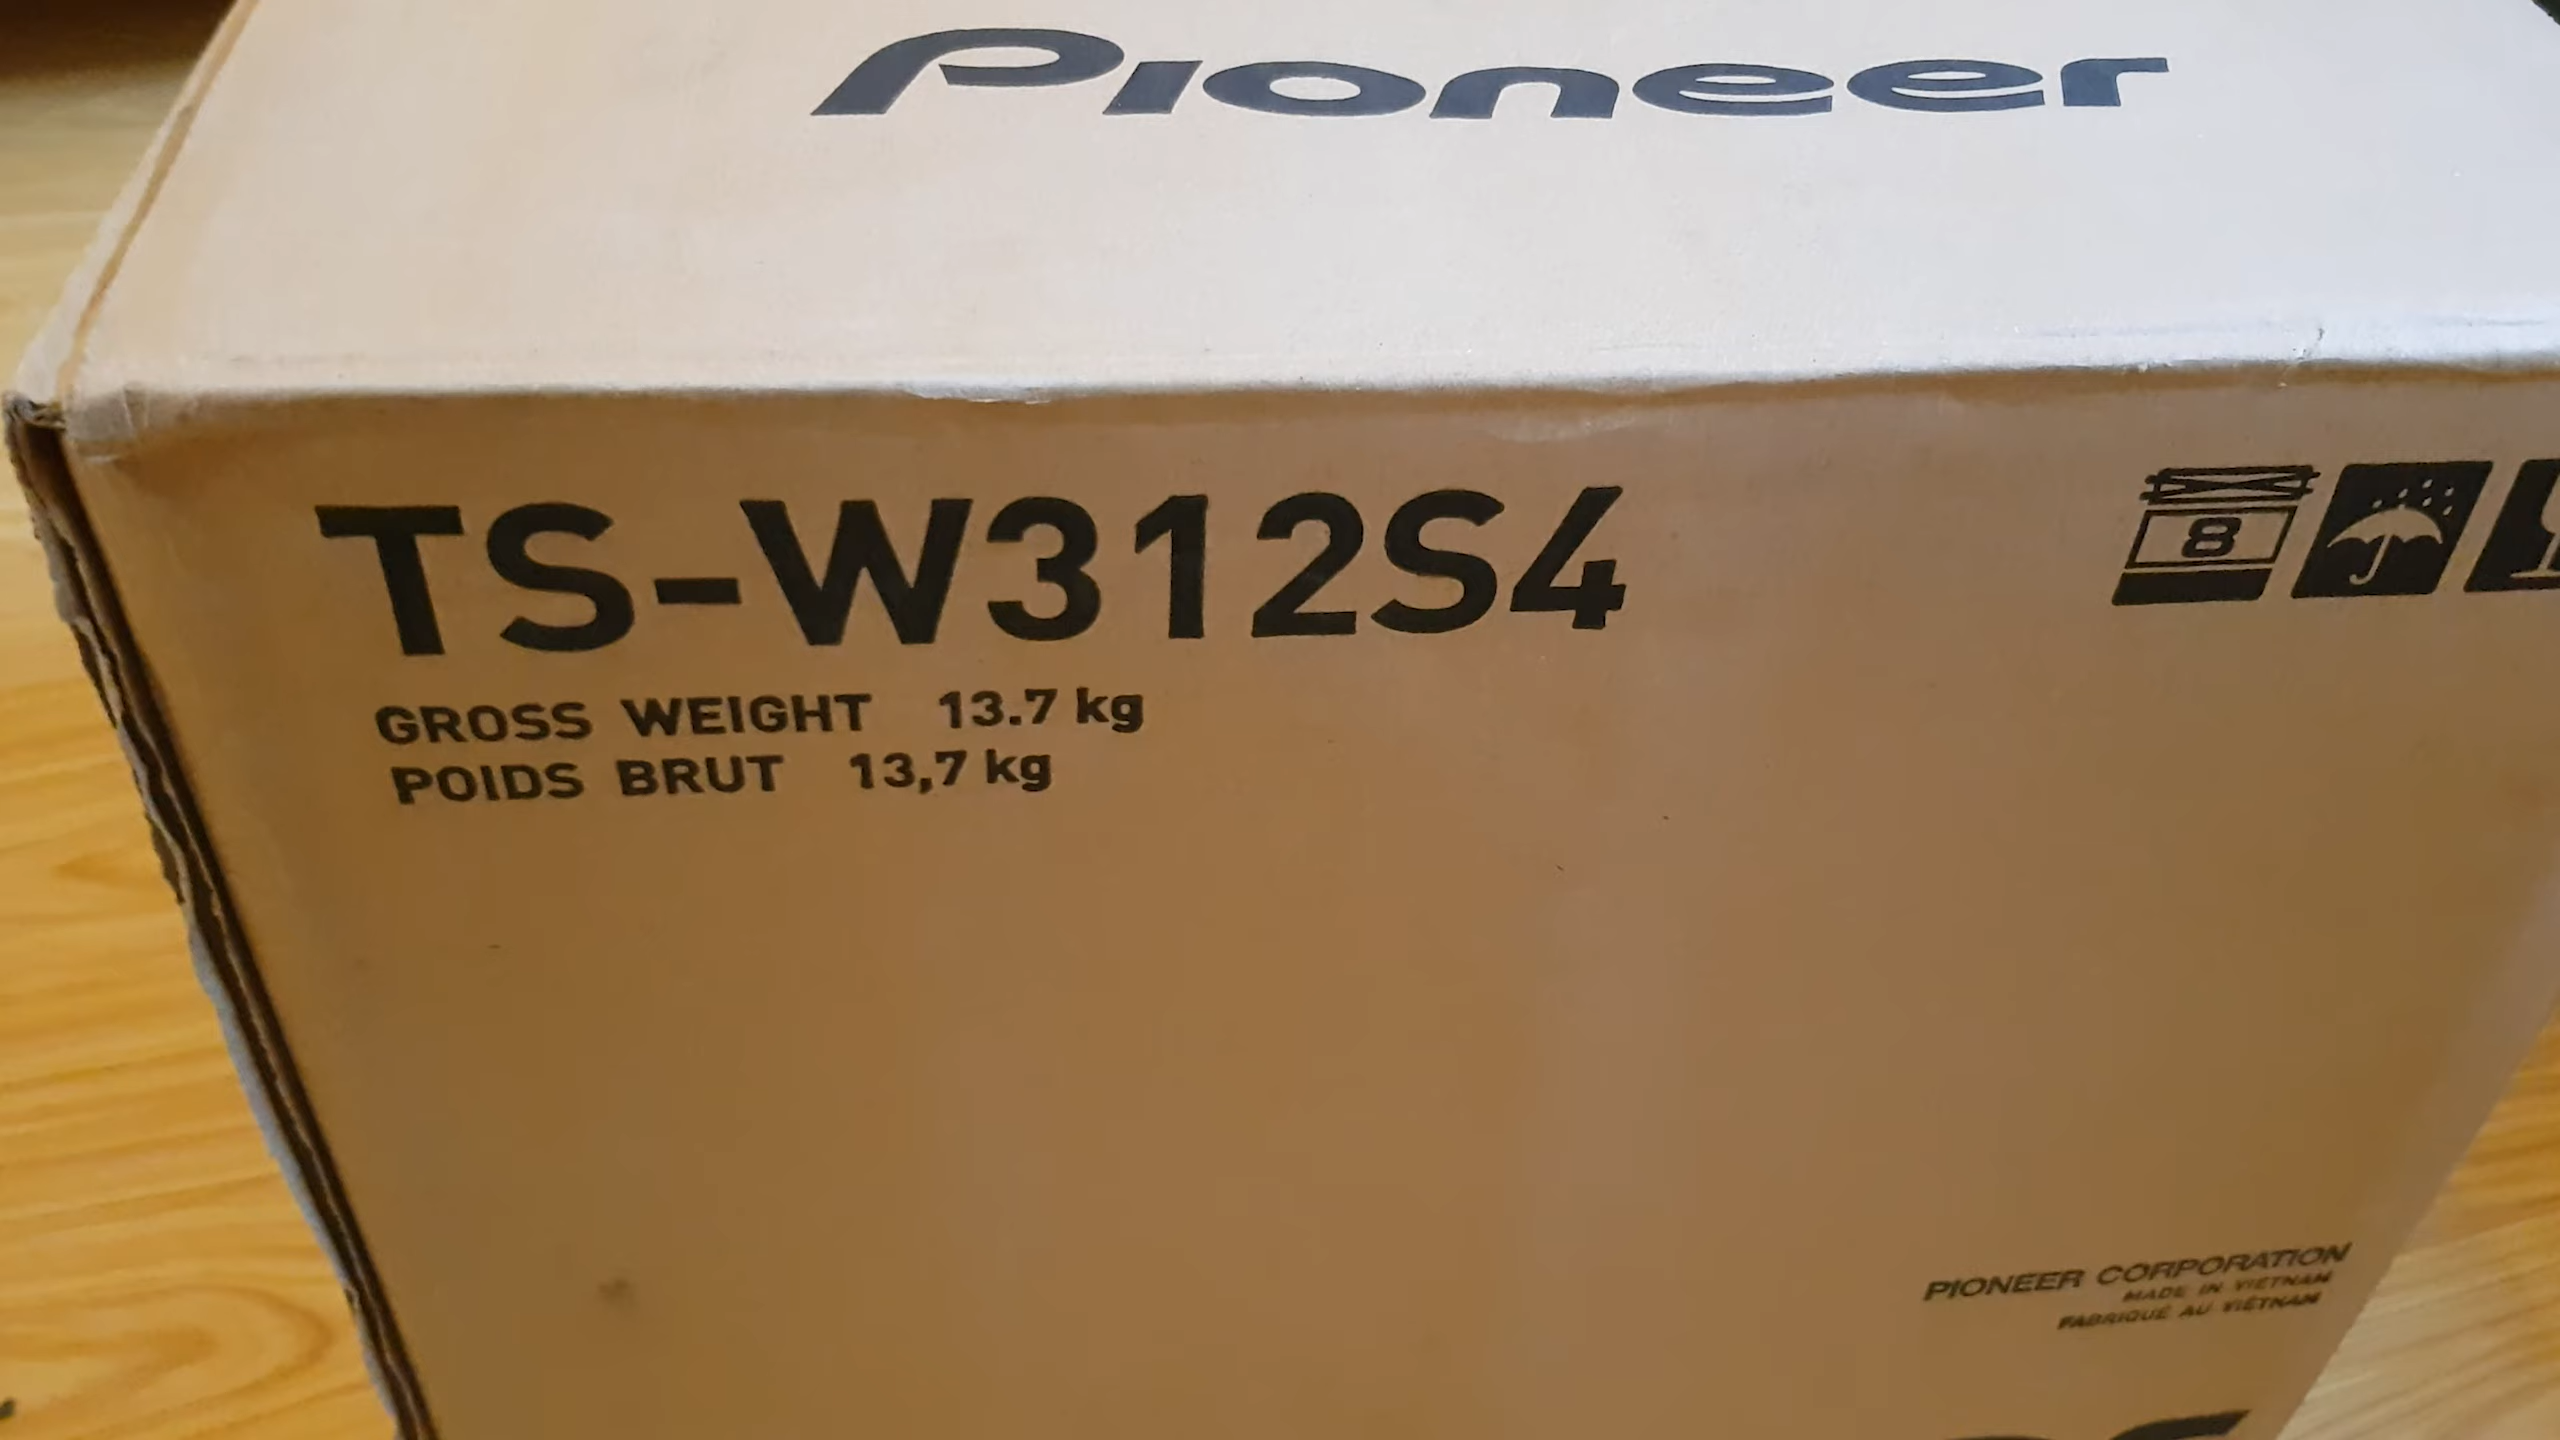 Pioneer
TS-W312S4
8
GROSS WEIGHT 13.7 kg
POIDS BRUT 13,7 kg
PIONEER CORPORATION
MADE IN VIETNAM
FABRIQUÉ AU VIÊTNAM